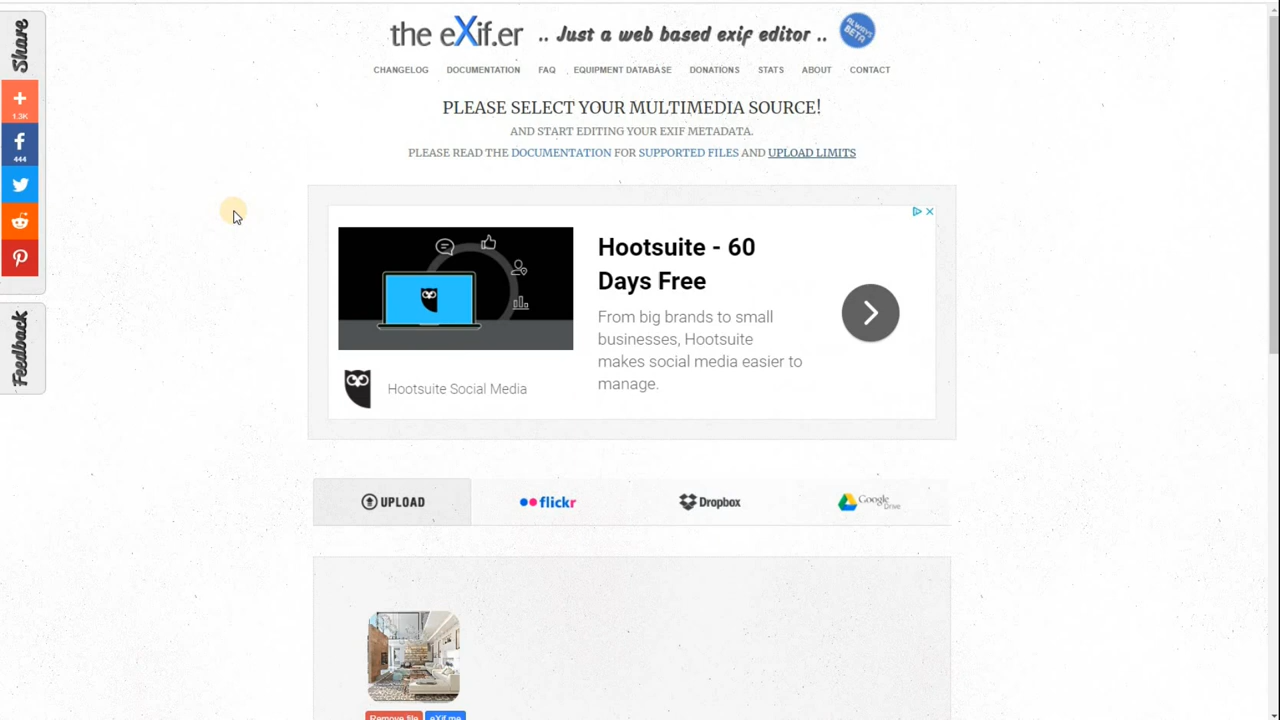 Share
1.3K
444
Feedback
the eXif.er
.. Just a web based exif editor ..
ALWAYS BETA
CHANGELOG DOCUMENTATION FAQ EQUIPMENT DATABASE DONATIONS STATS ABOUT CONTACT
PLEASE SELECT YOUR MULTIMEDIA SOURCE!
AND START EDITING YOUR EXIF METADATA.
PLEASE READ THE DOCUMENTATION FOR SUPPORTED FILES AND UPLOAD LIMITS
Hootsuite - 60
Days Free
From big brands to small
businesses, Hootsuite
makes social media easier to
manage.
Hootsuite Social Media
UPLOAD flickr Dropbox Google Drive
Remove file eXif.me